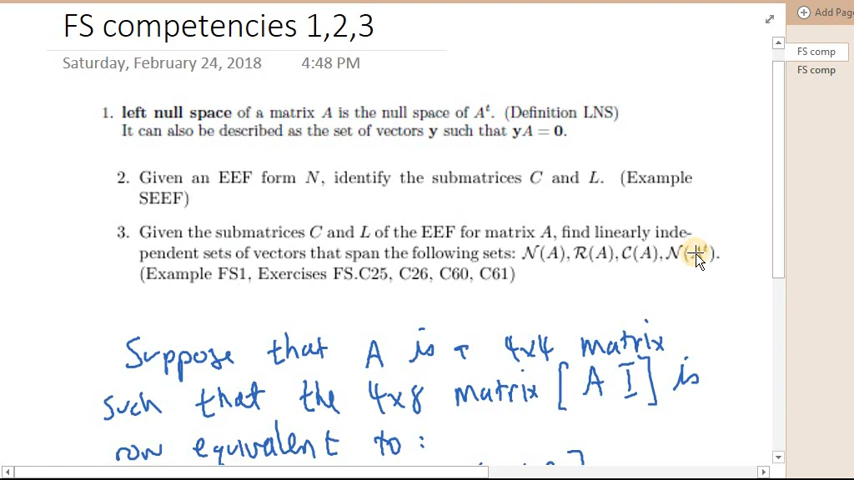 FS competencies 1,2,3
Saturday, February 24, 2018 4:48 PM
Add Pag
FS comp
FS comp
1. left null space of a matrix A is the null space of Aᵗ. (Definition LNS)
It can also be described as the set of vectors y such that yA = 0.
2. Given an EEF form N, identify the submatrices C and L. (Example
SEEF)
3. Given the submatrices C and L of the EEF for matrix A, find linearly inde-
pendent sets of vectors that span the following sets: N(A), R(A), C(A), N(Aᵗ).
(Example FS1, Exercises FS.C25, C26, C60, C61)
Suppose that A is a 4x4 matrix
such that the 4x8 matrix [ A I ] is
row equivalent to :